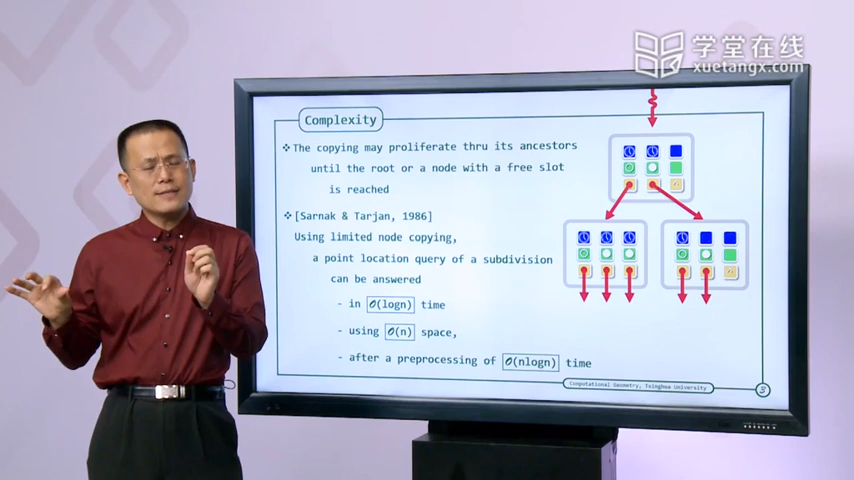 学堂在线
xuetangx.com
Complexity
❖ The copying may proliferate thru its ancestors
until the root or a node with a free slot
is reached
❖ [Sarnak & Tarjan, 1986]
Using limited node copying,
a point location query of a subdivision
can be answered
- in O(logn) time
- using O(n) space,
- after a preprocessing of O(nlogn) time
Computational Geometry, Tsinghua University